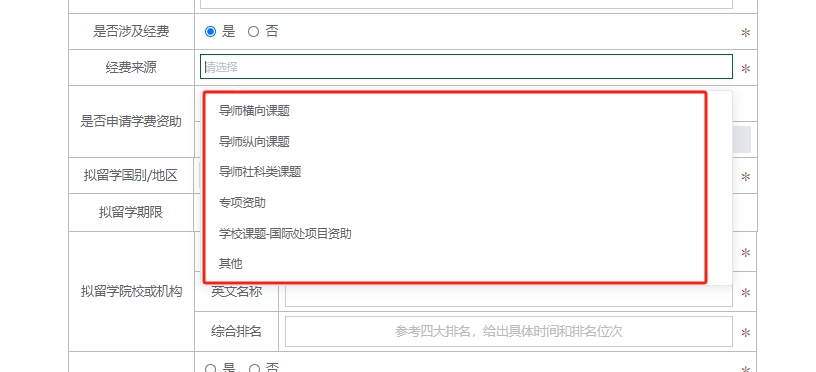 是否涉及经费 是 否 *
经费来源 请选择 *
导师横向课题
是否申请学费资助
导师纵向课题
导师社科类课题
拟留学国别/地区 *
专项资助
拟留学期限
学校课题-国际处项目资助
*
其他
拟留学院校或机构 英文名称 *
综合排名 参考四大排名，给出具体时间和排名位次 *
是 否 *